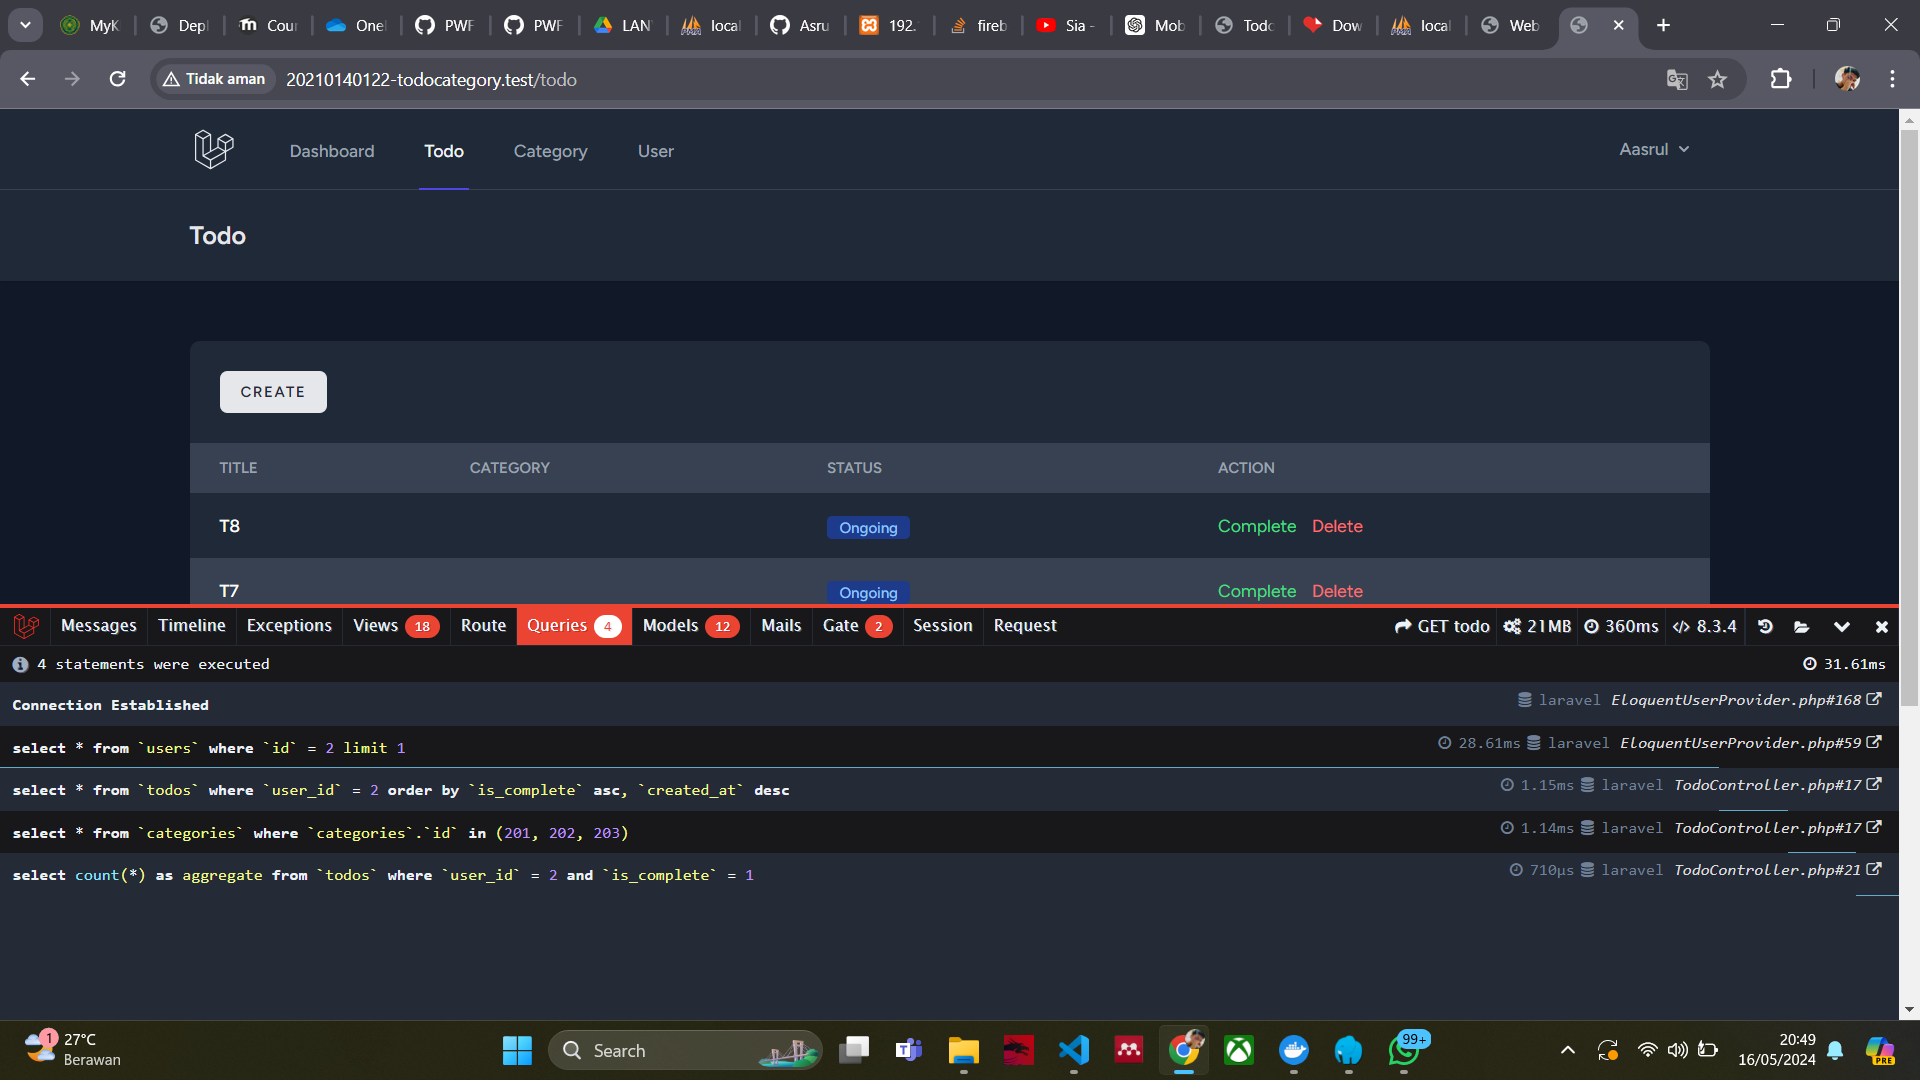 MyK
Depl
Cour
Onel
PWF
PWF
LAN
local
Asru
192.
fireb
Sia -
Mob
Todo
Dow
local
Web
Tidak aman
20210140122-todocategory.test/todo
Dashboard
Todo
Category
User
Aasrul
Todo
CREATE
TITLE CATEGORY STATUS ACTION
T8 Ongoing Complete Delete
T7 Ongoing Complete Delete
Messages Timeline Exceptions Views 18 Route Queries 4 Models 12 Mails Gate 2 Session Request GET todo 21MB 360ms 8.3.4
4 statements were executed 31.61ms
Connection Established laravel EloquentUserProvider.php#168
select * from `users` where `id` = 2 limit 1 28.61ms laravel EloquentUserProvider.php#59
select * from `todos` where `user_id` = 2 order by `is_complete` asc, `created_at` desc 1.15ms laravel TodoController.php#17
select * from `categories` where `categories`.`id` in (201, 202, 203) 1.14ms laravel TodoController.php#17
select count(*) as aggregate from `todos` where `user_id` = 2 and `is_complete` = 1 710μs laravel TodoController.php#21
1
27°C
Berawan
Search
99+
20:49
16/05/2024
PRE